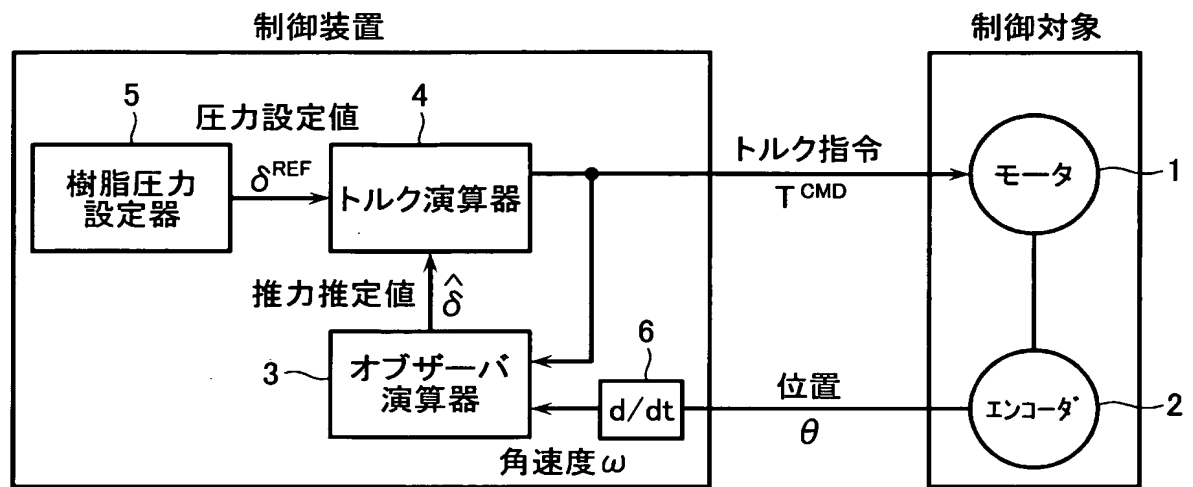 制御装置
制御対象
5
圧力設定値
4
樹脂圧力
設定器
δREF
トルク演算器
トルク指令
TCMD
モータ
1
推力推定値
δ̂
3
オブザーバ
演算器
6
d/dt
角速度ω
位置
θ
エンコーダ
2